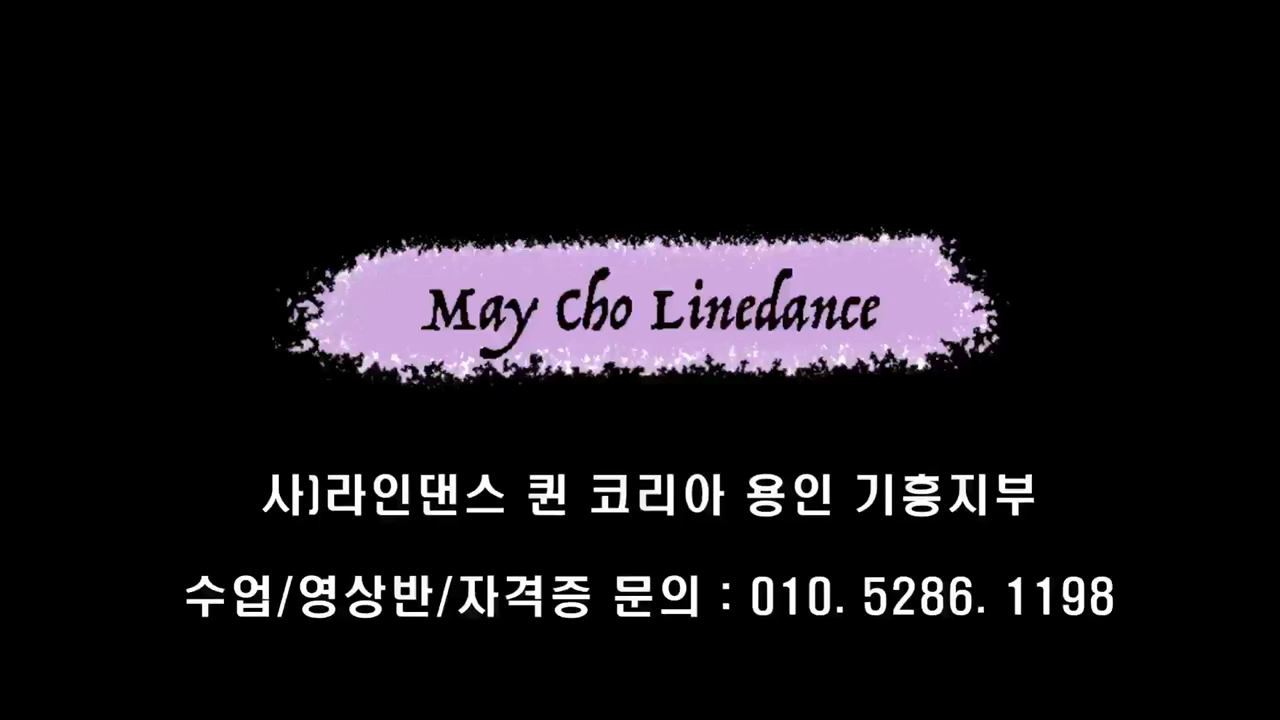 May Cho Linedance
사)라인댄스 퀸 코리아 용인 기흥지부
수업/영상반/자격증 문의 : 010. 5286. 1198